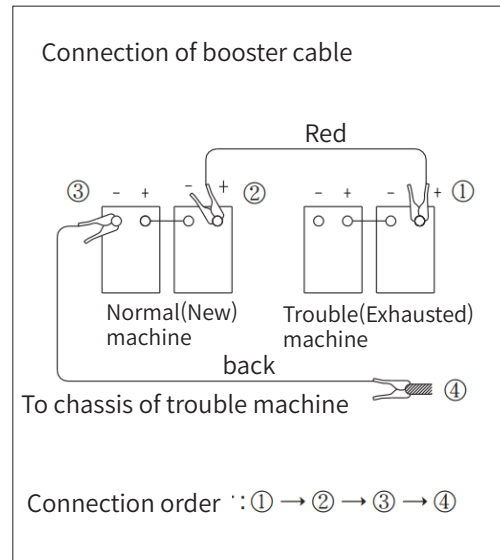 Connection of booster cable
Red
③ - + - + ② - + - + ①
Normal(New)
machine
Trouble(Exhausted)
machine
back
④
To chassis of trouble machine
Connection order :①→②→③→④